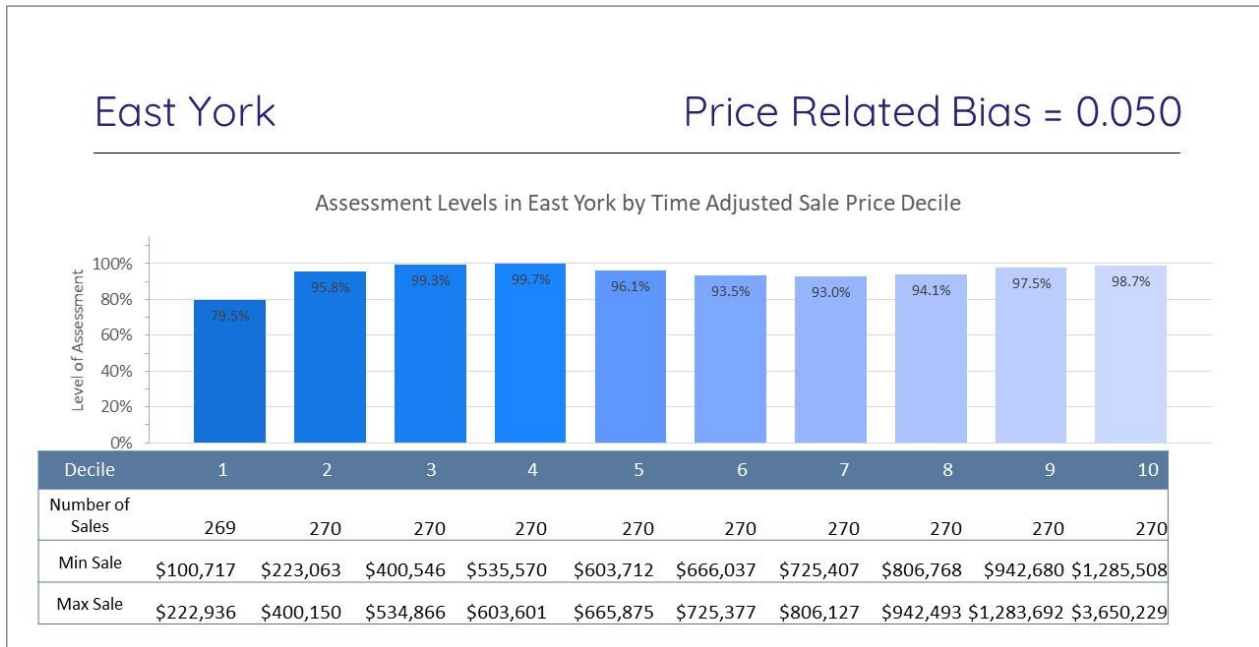 East York
Price Related Bias = 0.050
Assessment Levels in East York by Time Adjusted Sale Price Decile
Level of Assessment
100%
80%
60%
40%
20%
0%
79.5%
95.8%
99.3%
99.7%
96.1%
93.5%
93.0%
94.1%
97.5%
98.7%
Decile 1 2 3 4 5 6 7 8 9 10
Number of
Sales 269 270 270 270 270 270 270 270 270 270
Min Sale $100,717 $223,063 $400,546 $535,570 $603,712 $666,037 $725,407 $806,768 $942,680 $1,285,508
Max Sale $222,936 $400,150 $534,866 $603,601 $665,875 $725,377 $806,127 $942,493 $1,283,692 $3,650,229